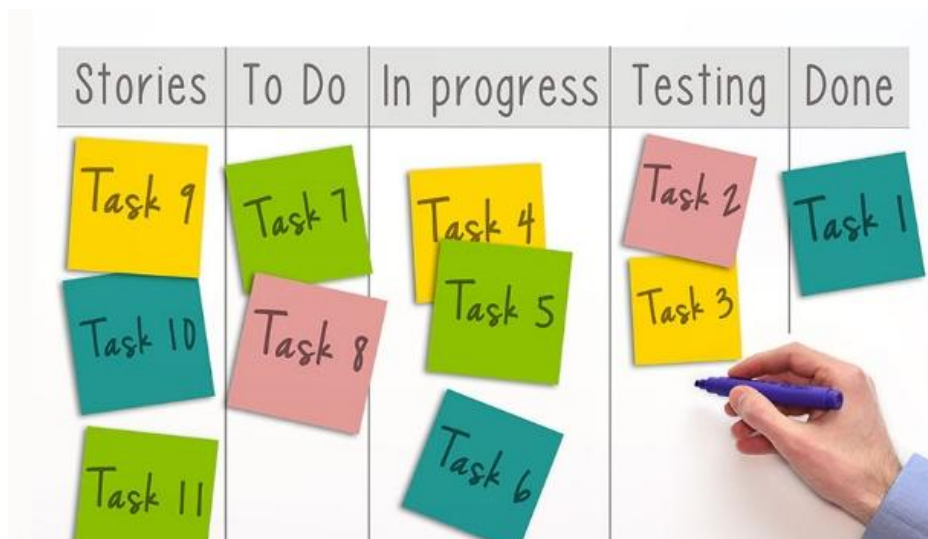 Stories To Do In progress Testing Done
Task 9
Task 10
Task 11
Task 7
Task 8
Task 4
Task 5
Task 6
Task 2
Task 3
Task 1